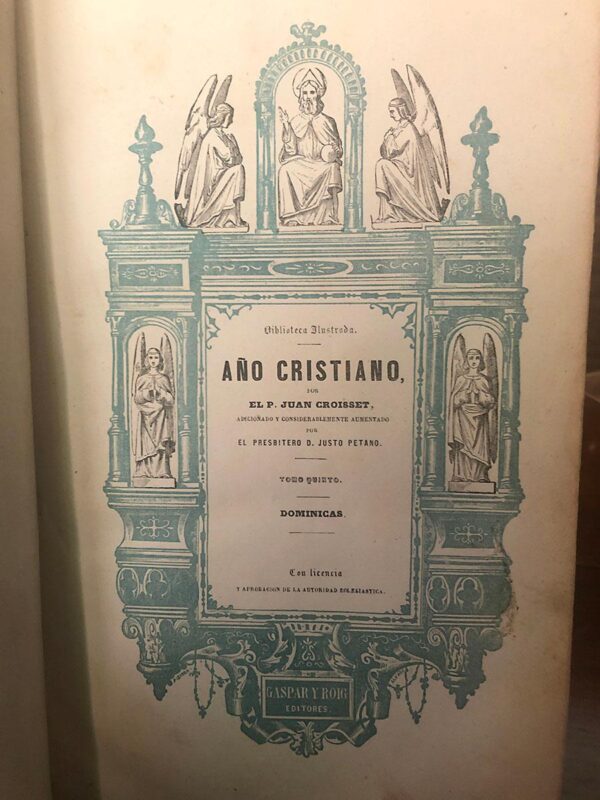 Biblioteca Ilustrada.
AÑO CRISTIANO,
POR
EL P. JUAN CROISSET,
ADICIONADO Y CONSIDERABLEMENTE AUMENTADO
POR
EL PRESBITERO D. JUSTO PETANO.
TOMO QUINTO.
DOMINICAS.
Con licencia
Y APROBACION DE LA AUTORIDAD ECLESIASTICA.
GASPAR Y ROIG
EDITORES.